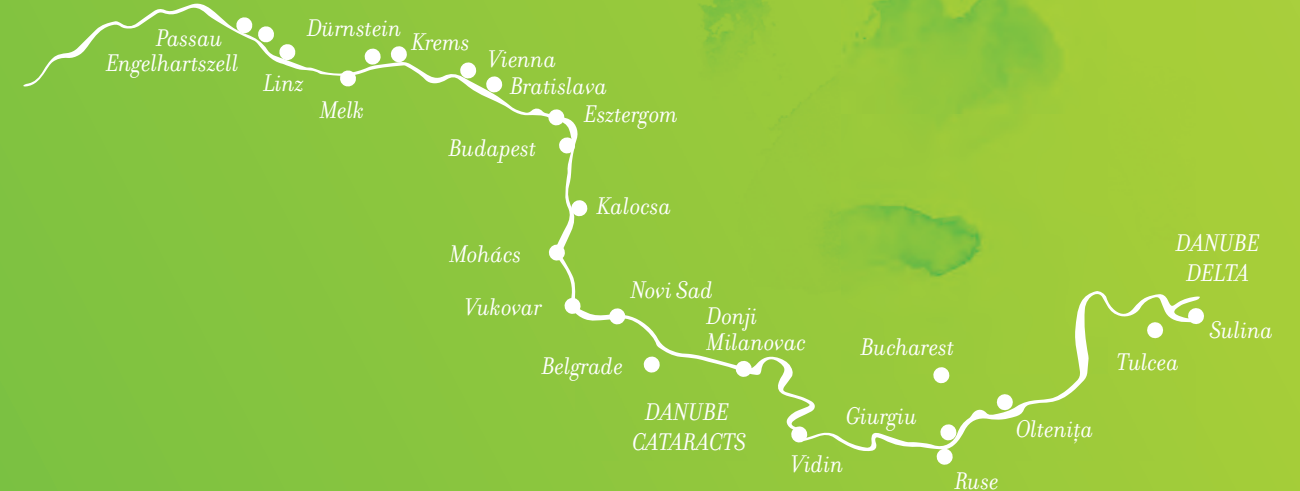 Passau
Engelhartszell
Linz
Dürnstein
Krems
Melk
Vienna
Bratislava
Esztergom
Budapest
Kalocsa
Mohács
Vukovar
Novi Sad
Donji
Milanovac
Belgrade
DANUBE
CATARACTS
Vidin
Bucharest
Giurgiu
Ruse
Oltenița
DANUBE
DELTA
Tulcea
Sulina